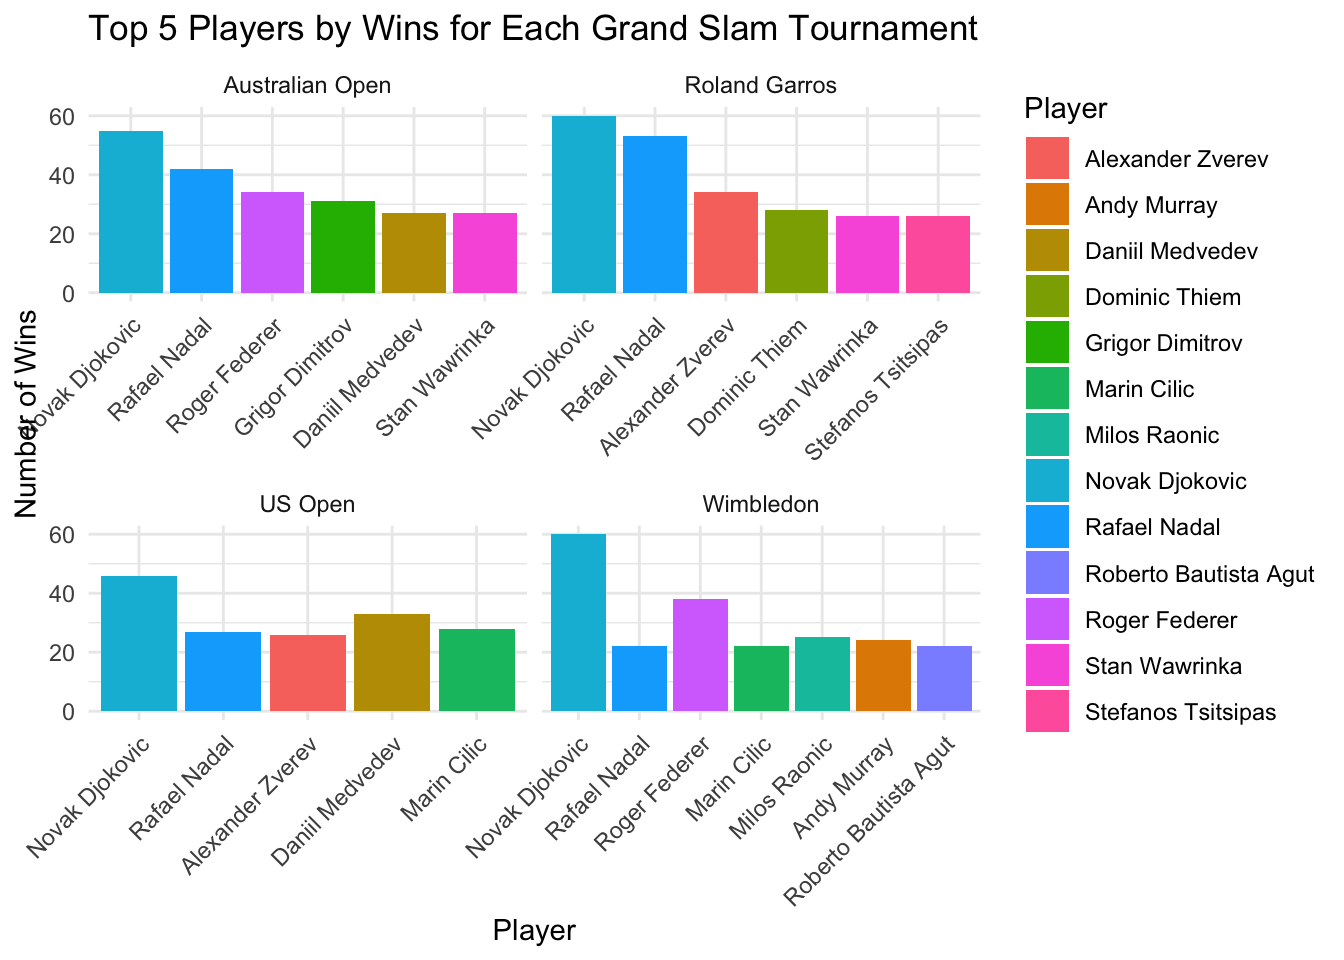 Top 5 Players by Wins for Each Grand Slam Tournament
Australian Open
Roland Garros
60
40
20
0
Novak Djokovic
Rafael Nadal
Roger Federer
Grigor Dimitrov
Daniil Medvedev
Stan Wawrinka
Novak Djokovic
Rafael Nadal
Alexander Zverev
Dominic Thiem
Stan Wawrinka
Stefanos Tsitsipas
Number of Wins
US Open
Wimbledon
60
40
20
0
Novak Djokovic
Rafael Nadal
Alexander Zverev
Daniil Medvedev
Marin Cilic
Novak Djokovic
Rafael Nadal
Roger Federer
Marin Cilic
Milos Raonic
Andy Murray
Roberto Bautista Agut
Player
Player
Alexander Zverev
Andy Murray
Daniil Medvedev
Dominic Thiem
Grigor Dimitrov
Marin Cilic
Milos Raonic
Novak Djokovic
Rafael Nadal
Roberto Bautista Agut
Roger Federer
Stan Wawrinka
Stefanos Tsitsipas